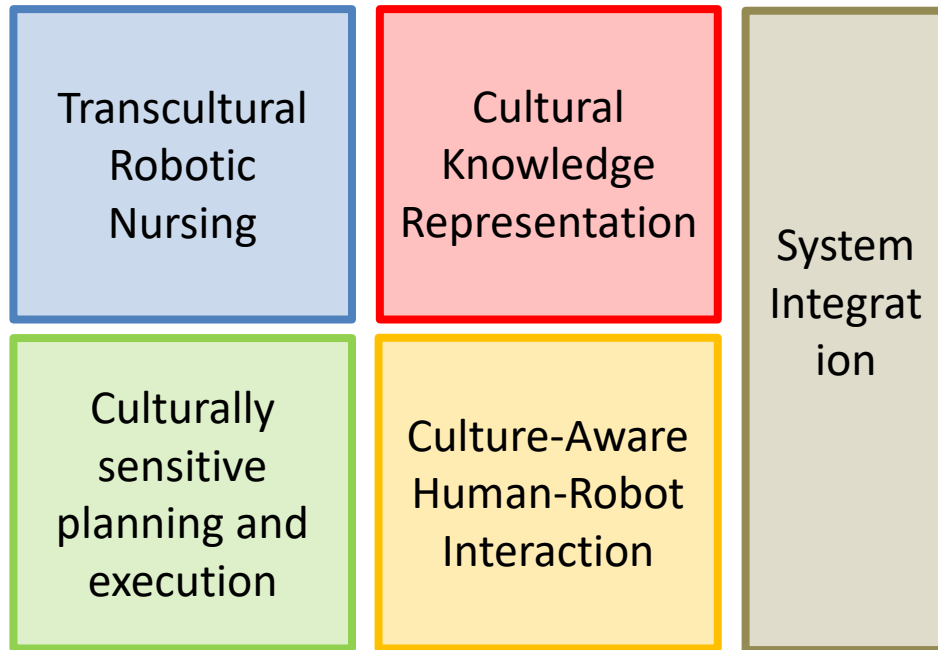 Transcultural
Robotic
Nursing
Cultural
Knowledge
Representation
System
Integrat
ion
Culturally
sensitive
planning and
execution
Culture-Aware
Human-Robot
Interaction